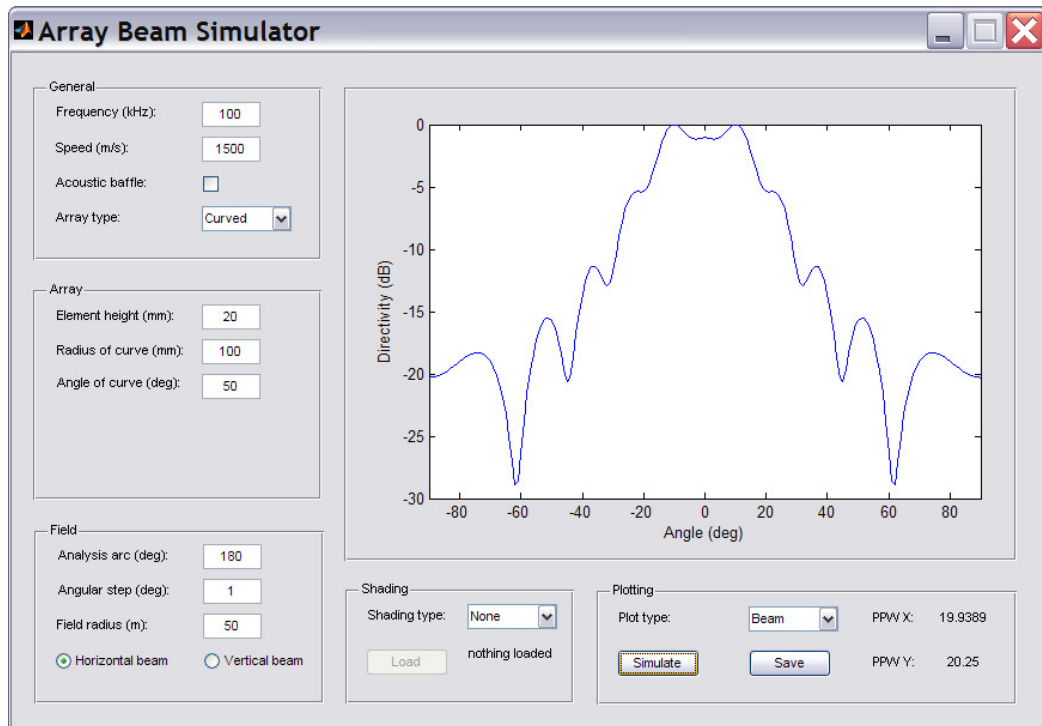 Array Beam Simulator
General
Frequency (kHz): 100
Speed (m/s): 1500
Acoustic baffle:
Array type: Curved
Array
Element height (mm): 20
Radius of curve (mm): 100
Angle of curve (deg): 50
Field
Analysis arc (deg): 180
Angular step (deg): 1
Field radius (m): 50
Horizontal beam Vertical beam
Directivity (dB)
0
-5
-10
-15
-20
-25
-30
-80 -60 -40 -20 0 20 40 60 80
Angle (deg)
Shading
Shading type: None
Load nothing loaded
Plotting
Plot type: Beam PPW X: 19.9389
Simulate Save PPW Y: 20.25